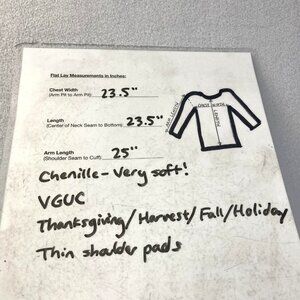 Flat Lay Measurements in Inches:
Chest Width
(Arm Pit to Arm Pit) 23.5"
Length
(Center of Neck Seam to Bottom) 23.5"
Arm Length
(Shoulder Seam to Cuff) 25"
Chenille - Very soft!
VGUC
Thanksgiving/Harvest/Fall/Holiday
Thin shoulder pads
CHEST WIDTH
LENGTH